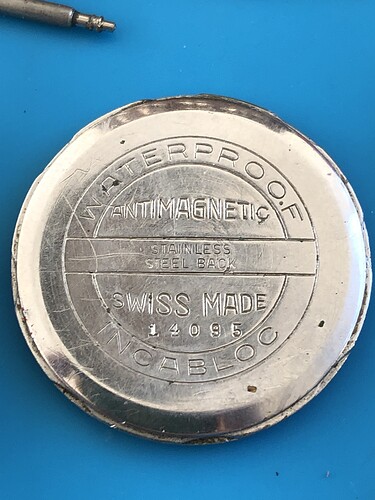 WATERPROOF
ANTIMAGNETIC
STAINLESS
STEEL BACK
SWISS MADE
14095
INCABLOC